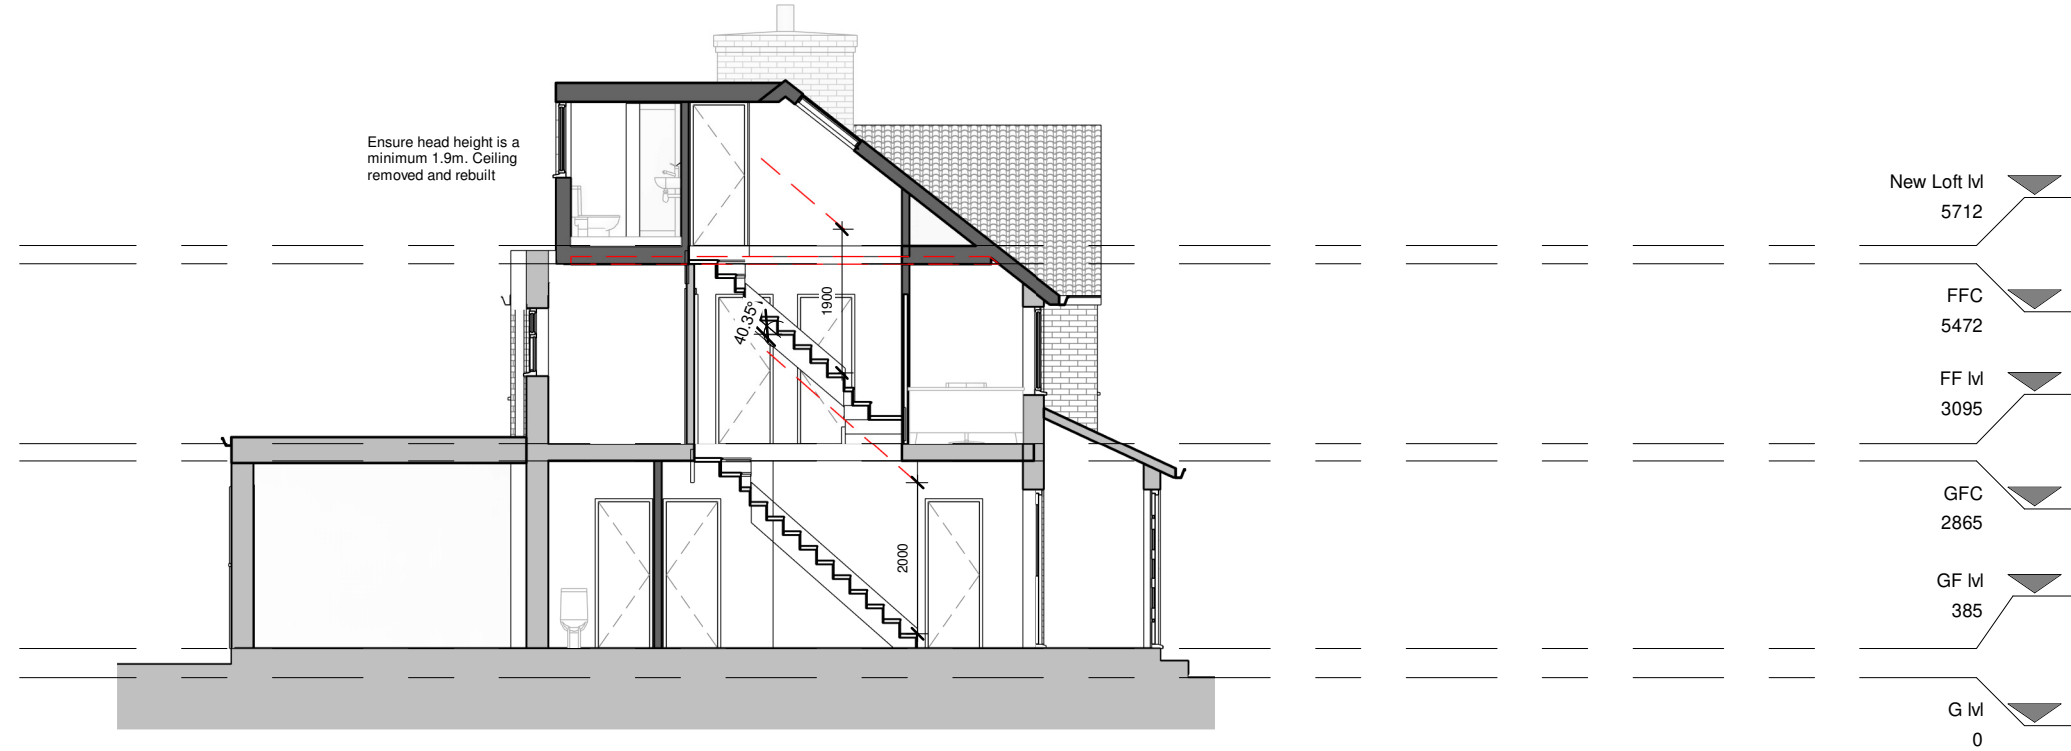 Ensure head height is a
minimum 1.9m. Ceiling
removed and rebuilt
40.35°
1900
2000
New Loft lvl
5712
FFC
5472
FF lvl
3095
GFC
2865
GF lvl
385
G lvl
0